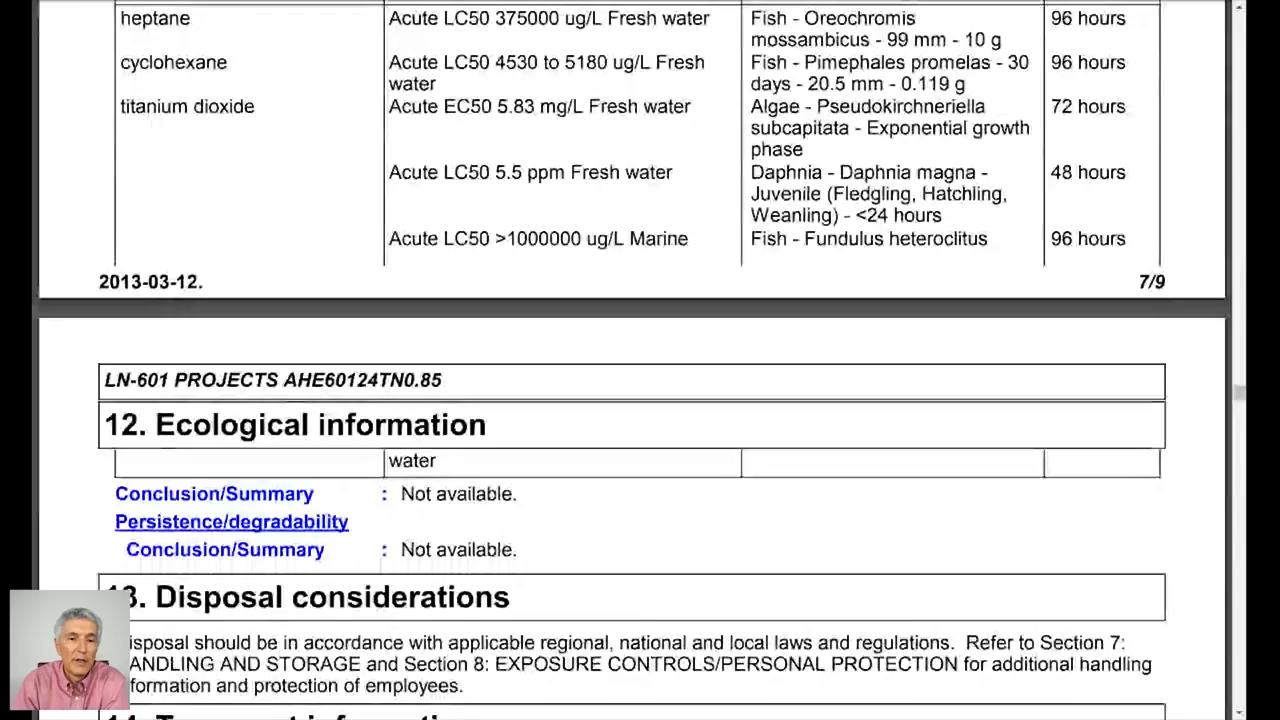 heptane Acute LC50 375000 ug/L Fresh water Fish - Oreochromis 96 hours
mossambicus - 99 mm - 10 g
cyclohexane Acute LC50 4530 to 5180 ug/L Fresh Fish - Pimephales promelas - 30 96 hours
water days - 20.5 mm - 0.119 g
titanium dioxide Acute EC50 5.83 mg/L Fresh water Algae - Pseudokirchneriella 72 hours
subcapitata - Exponential growth
phase
Acute LC50 5.5 ppm Fresh water Daphnia - Daphnia magna - 48 hours
Juvenile (Fledgling, Hatchling,
Weanling) - <24 hours
Acute LC50 >1000000 ug/L Marine Fish - Fundulus heteroclitus 96 hours
2013-03-12. 7/9
LN-601 PROJECTS AHE60124TN0.85
12. Ecological information
water
Conclusion/Summary : Not available.
Persistence/degradability
Conclusion/Summary : Not available.
3. Disposal considerations
isposal should be in accordance with applicable regional, national and local laws and regulations. Refer to Section 7:
ANDLING AND STORAGE and Section 8: EXPOSURE CONTROLS/PERSONAL PROTECTION for additional handling
formation and protection of employees.